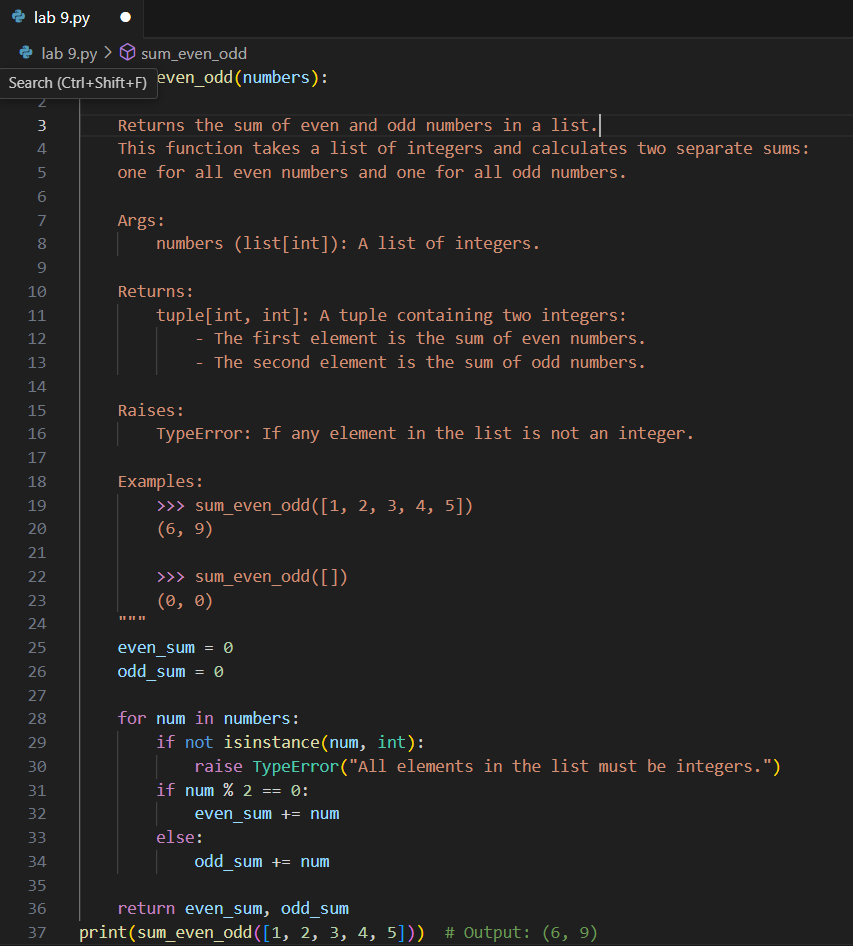 lab 9.py
lab 9.py > sum_even_odd
Search (Ctrl+Shift+F)
even_odd(numbers):
2
3 Returns the sum of even and odd numbers in a list.
4 This function takes a list of integers and calculates two separate sums:
5 one for all even numbers and one for all odd numbers.
6
7 Args:
8 numbers (list[int]): A list of integers.
9
10 Returns:
11 tuple[int, int]: A tuple containing two integers:
12 - The first element is the sum of even numbers.
13 - The second element is the sum of odd numbers.
14
15 Raises:
16 TypeError: If any element in the list is not an integer.
17
18 Examples:
19 >>> sum_even_odd([1, 2, 3, 4, 5])
20 (6, 9)
21
22 >>> sum_even_odd([])
23 (0, 0)
24 """
25 even_sum = 0
26 odd_sum = 0
27
28 for num in numbers:
29 if not isinstance(num, int):
30 raise TypeError("All elements in the list must be integers.")
31 if num % 2 == 0:
32 even_sum += num
33 else:
34 odd_sum += num
35
36 return even_sum, odd_sum
37 print(sum_even_odd([1, 2, 3, 4, 5])) # Output: (6, 9)